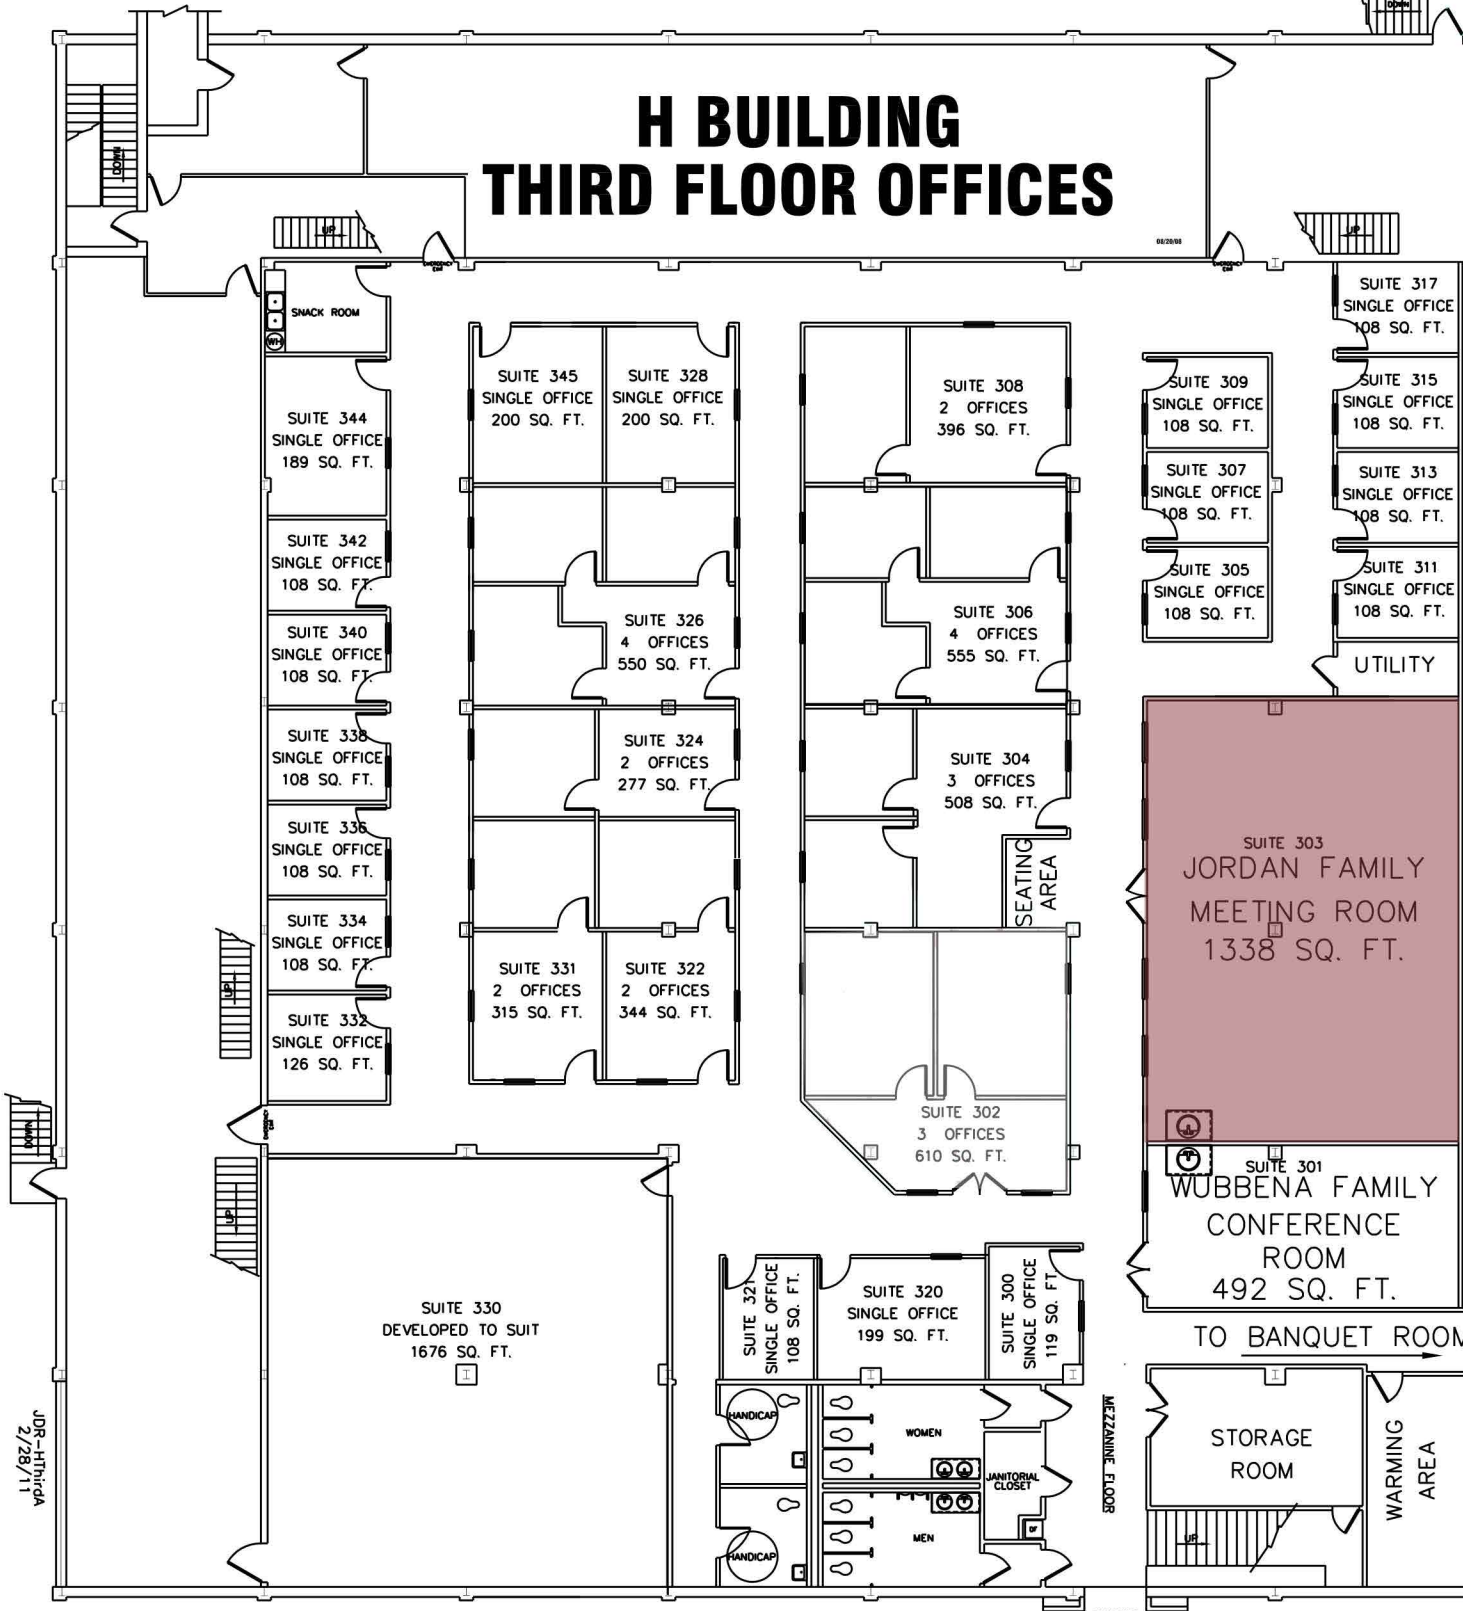 DOWN
H BUILDING
THIRD FLOOR OFFICES
08/20/08
DOWN
UP
UP
EMERGENCY
EXIT
EMERGENCY
EXIT
SNACK ROOM
WH
SUITE 317
SINGLE OFFICE
108 SQ. FT.
SUITE 345
SINGLE OFFICE
200 SQ. FT.
SUITE 328
SINGLE OFFICE
200 SQ. FT.
SUITE 308
2 OFFICES
396 SQ. FT.
SUITE 309
SINGLE OFFICE
108 SQ. FT.
SUITE 315
SINGLE OFFICE
108 SQ. FT.
SUITE 344
SINGLE OFFICE
189 SQ. FT.
SUITE 307
SINGLE OFFICE
108 SQ. FT.
SUITE 313
SINGLE OFFICE
108 SQ. FT.
SUITE 342
SINGLE OFFICE
108 SQ. FT.
SUITE 305
SINGLE OFFICE
108 SQ. FT.
SUITE 311
SINGLE OFFICE
108 SQ. FT.
SUITE 340
SINGLE OFFICE
108 SQ. FT.
SUITE 326
4 OFFICES
550 SQ. FT.
SUITE 306
4 OFFICES
555 SQ. FT.
UTILITY
SUITE 338
SINGLE OFFICE
108 SQ. FT.
SUITE 324
2 OFFICES
277 SQ. FT.
SUITE 304
3 OFFICES
508 SQ. FT.
SUITE 336
SINGLE OFFICE
108 SQ. FT.
SEATING
AREA
SUITE 303
JORDAN FAMILY
MEETING ROOM
1338 SQ. FT.
SUITE 334
SINGLE OFFICE
108 SQ. FT.
SUITE 331
2 OFFICES
315 SQ. FT.
SUITE 322
2 OFFICES
344 SQ. FT.
UP
SUITE 332
SINGLE OFFICE
126 SQ. FT.
SUITE 302
3 OFFICES
610 SQ. FT.
DOWN
EMERGENCY
EXIT
SUITE 301
WUBBENA FAMILY
CONFERENCE
ROOM
492 SQ. FT.
UP
SUITE 330
DEVELOPED TO SUIT
1676 SQ. FT.
SUITE 321
SINGLE OFFICE
108 SQ. FT.
SUITE 320
SINGLE OFFICE
199 SQ. FT.
SUITE 300
SINGLE OFFICE
119 SQ. FT.
TO BANQUET ROOM
HANDICAP
WOMEN
JANITORIAL
CLOSET
MEZZANINE FLOOR
STORAGE
ROOM
WARMING
AREA
JDR-HThirdA
2/28/11
HANDICAP
MEN
DF
UP